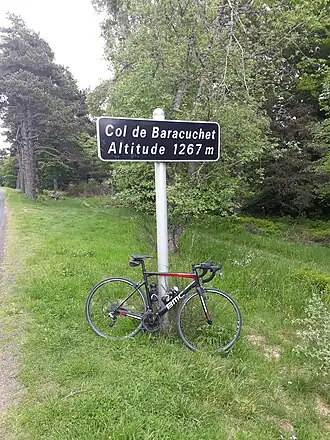 Col de Baracuchet
Altitude 1267 m
BMC